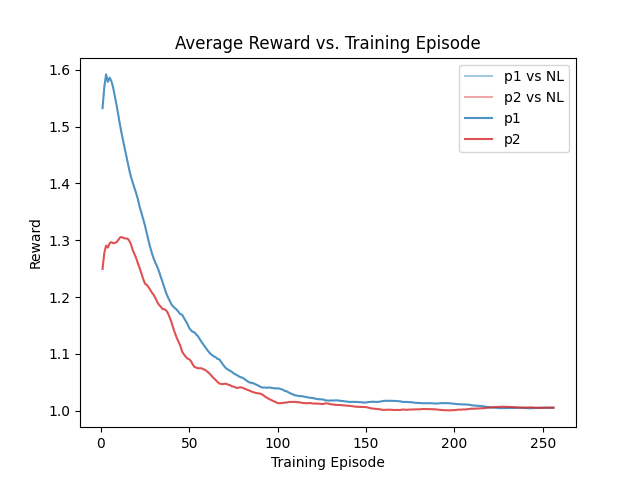 Average Reward vs. Training Episode
1.6
1.5
1.4
1.3
1.2
1.1
1.0
Reward
0
50
100
150
200
250
Training Episode
p1 vs NL
p2 vs NL
p1
p2